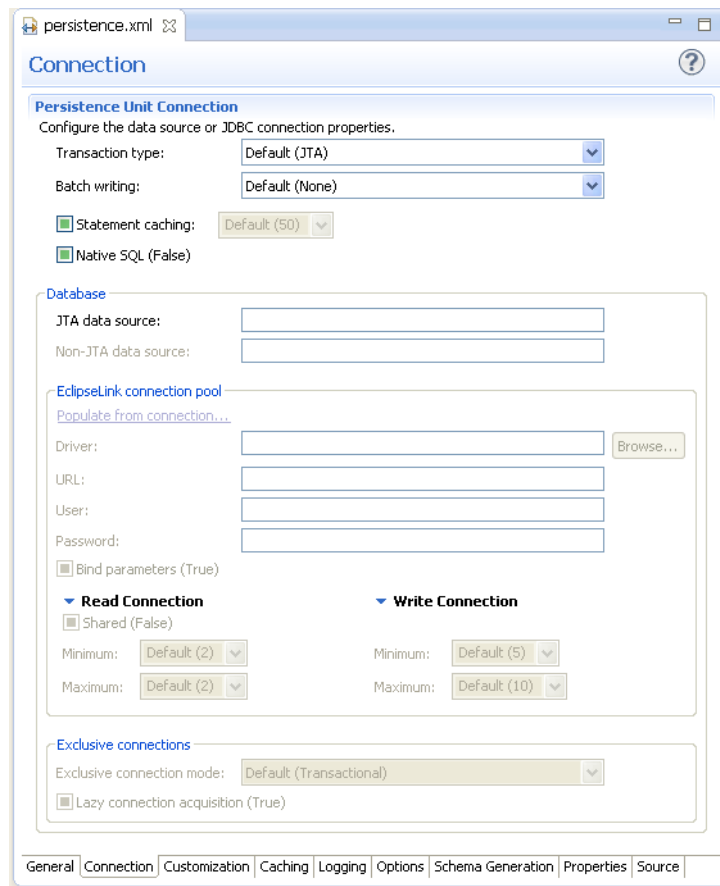 persistence.xml
Connection
?
Persistence Unit Connection
Configure the data source or JDBC connection properties.
Transaction type: Default (JTA)
Batch writing: Default (None)
Statement caching: Default (50)
Native SQL (False)
Database
JTA data source:
Non-JTA data source:
EclipseLink connection pool
Populate from connection...
Driver: Browse...
URL:
User:
Password:
Bind parameters (True)
Read Connection Write Connection
Shared (False)
Minimum: Default (2) Minimum: Default (5)
Maximum: Default (2) Maximum: Default (10)
Exclusive connections
Exclusive connection mode: Default (Transactional)
Lazy connection acquisition (True)
General Connection Customization Caching Logging Options Schema Generation Properties Source